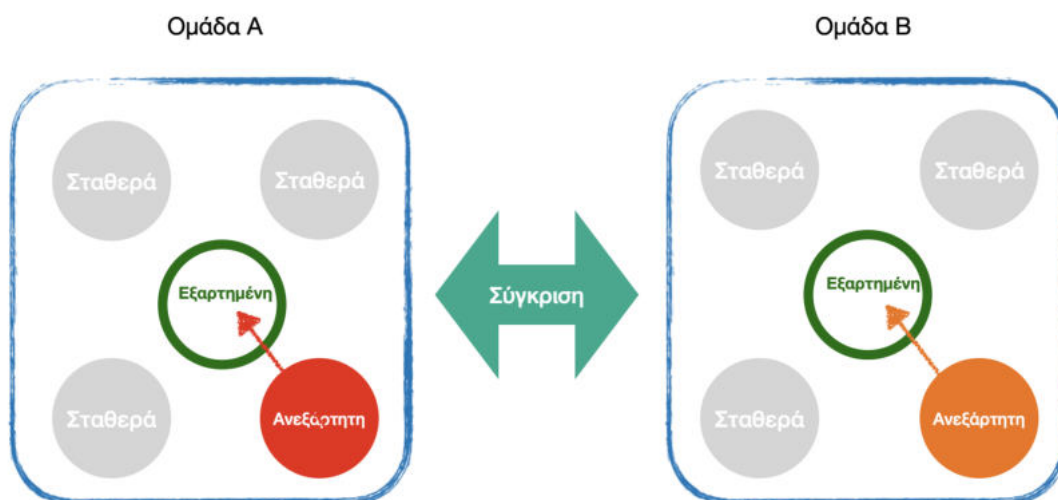 Ομάδα Α
Ομάδα Β
Σταθερά
Σταθερά
Εξαρτημένη
Σταθερά
Ανεξάρτητη
Σύγκριση
Σταθερά
Σταθερά
Εξαρτημένη
Σταθερά
Ανεξάρτητη